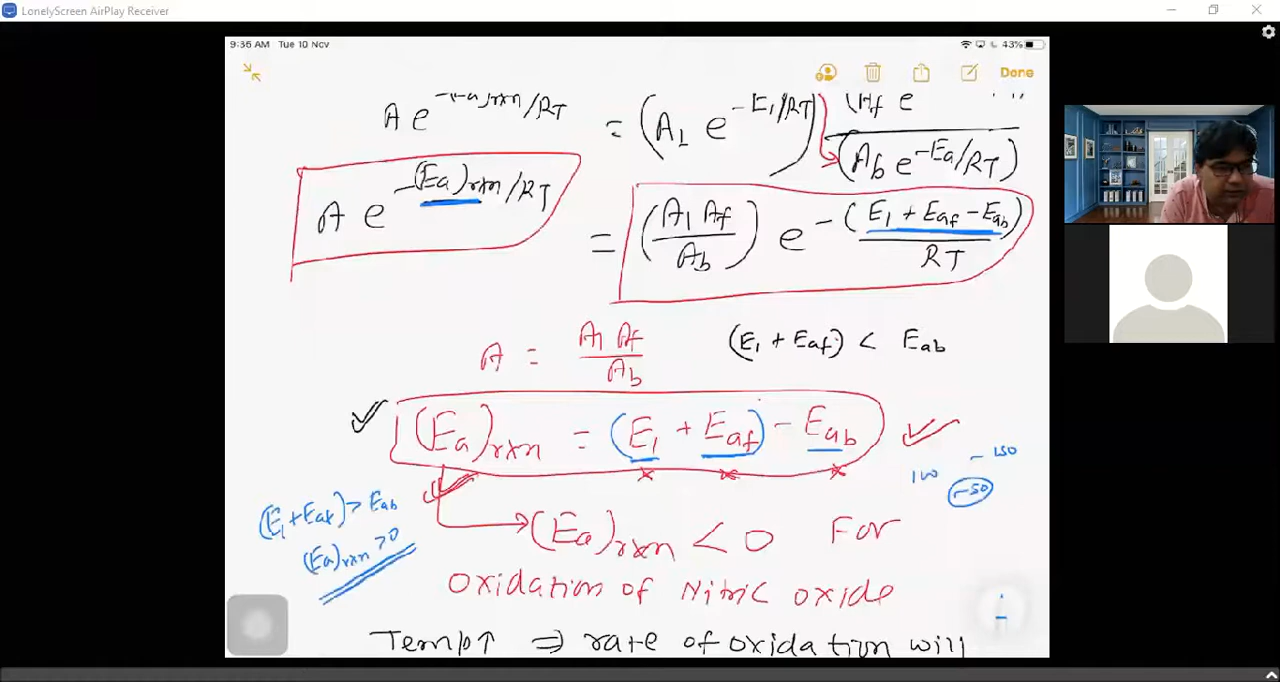 LonelyScreen AirPlay Receiver
9:36 AM Tue 10 Nov
43%
Done
A e^{-(Ea)rxn/RT} = (A1 e^{-E1/RT}) (Af e
(Ab e^{-Ea/RT})
A e^{-(Ea)rxn/RT} = (A1 Af / Ab) e^{-(E1 + Eaf - Eab)/RT}
A = A1 Af / Ab
(E1 + Eaf) < Eab
(Ea)rxn = (E1 + Eaf) - Eab
100 - 150
-50
(E1 + Eaf) > Eab
(Ea)rxn > 0
(Ea)rxn < 0 For
oxidation of Nitric oxide
Temp↑ ⇒ rate of oxidation will